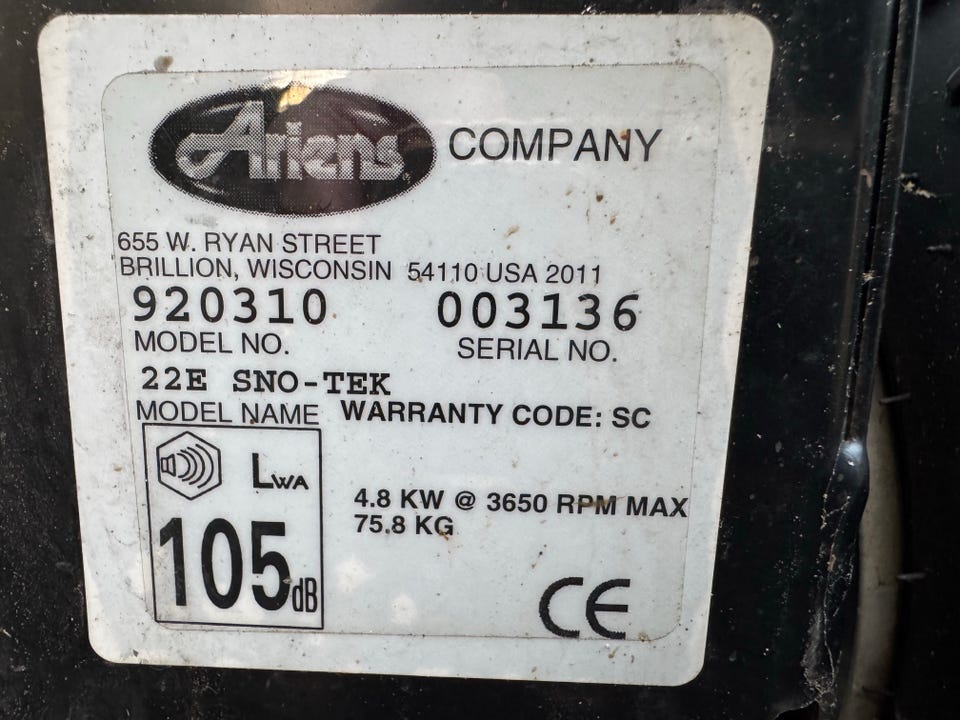 Ariens COMPANY
655 W. RYAN STREET
BRILLION, WISCONSIN 54110 USA 2011
920310 003136
MODEL NO. SERIAL NO.
22E SNO-TEK
MODEL NAME WARRANTY CODE: SC
LWA
105dB
4.8 KW @ 3650 RPM MAX
75.8 KG
CE